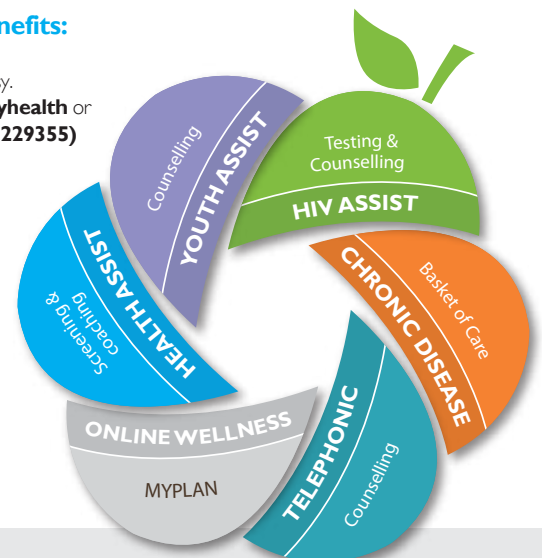 nefits:
y.
yhealth or
229355)
Testing &
Counselling
HIV ASSIST
Basket of Care
CHRONIC DISEASE
Counselling
TELEPHONIC
ONLINE WELLNESS
MYPLAN
Screening &
coaching
HEALTH ASSIST
Counselling
YOUTH ASSIST